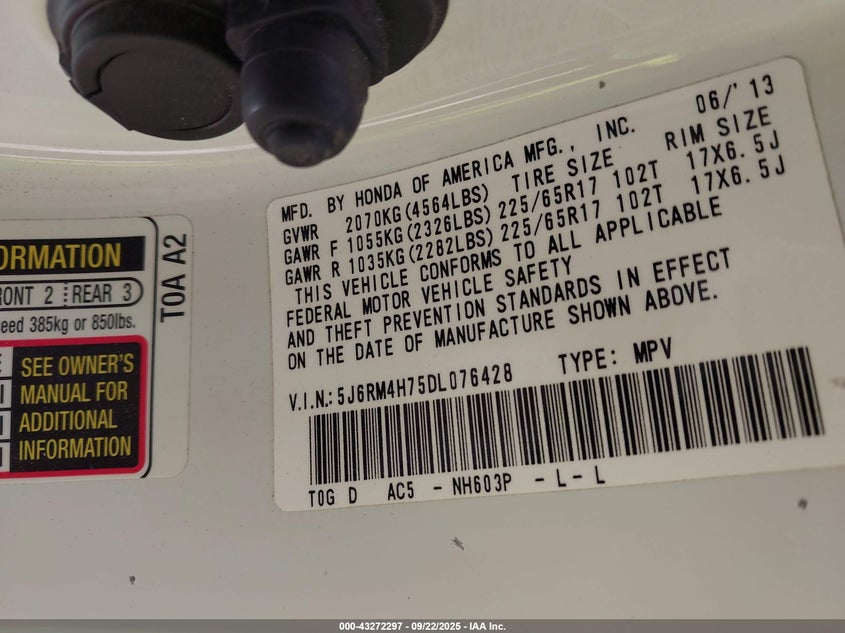 MFD. BY HONDA OF AMERICA MFG., INC. 06/'13
GVWR 2070KG(4564LBS) TIRE SIZE RIM SIZE
GAWR F 1055KG(2326LBS) 225/65R17 102T 17X6.5J
GAWR R 1035KG(2282LBS) 225/65R17 102T 17X6.5J
THIS VEHICLE CONFORMS TO ALL APPLICABLE
FEDERAL MOTOR VEHICLE SAFETY
AND THEFT PREVENTION STANDARDS IN EFFECT
ON THE DATE OF MANUFACTURE SHOWN ABOVE.
V.I.N.: 5J6RM4H75DL076428 TYPE: MPV
TOG D AC5 - NH603P - L - L
ORMATION
RONT 2 REAR 3
eed 385kg or 850lbs.
SEE OWNER'S
MANUAL FOR
ADDITIONAL
INFORMATION
TOA A2
000-43272297 - 09/22/2025 - IAA Inc.